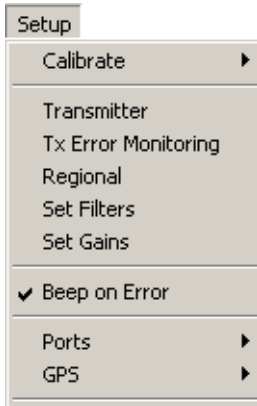 Setup
Calibrate
Transmitter
Tx Error Monitoring
Regional
Set Filters
Set Gains
Beep on Error
Ports
GPS